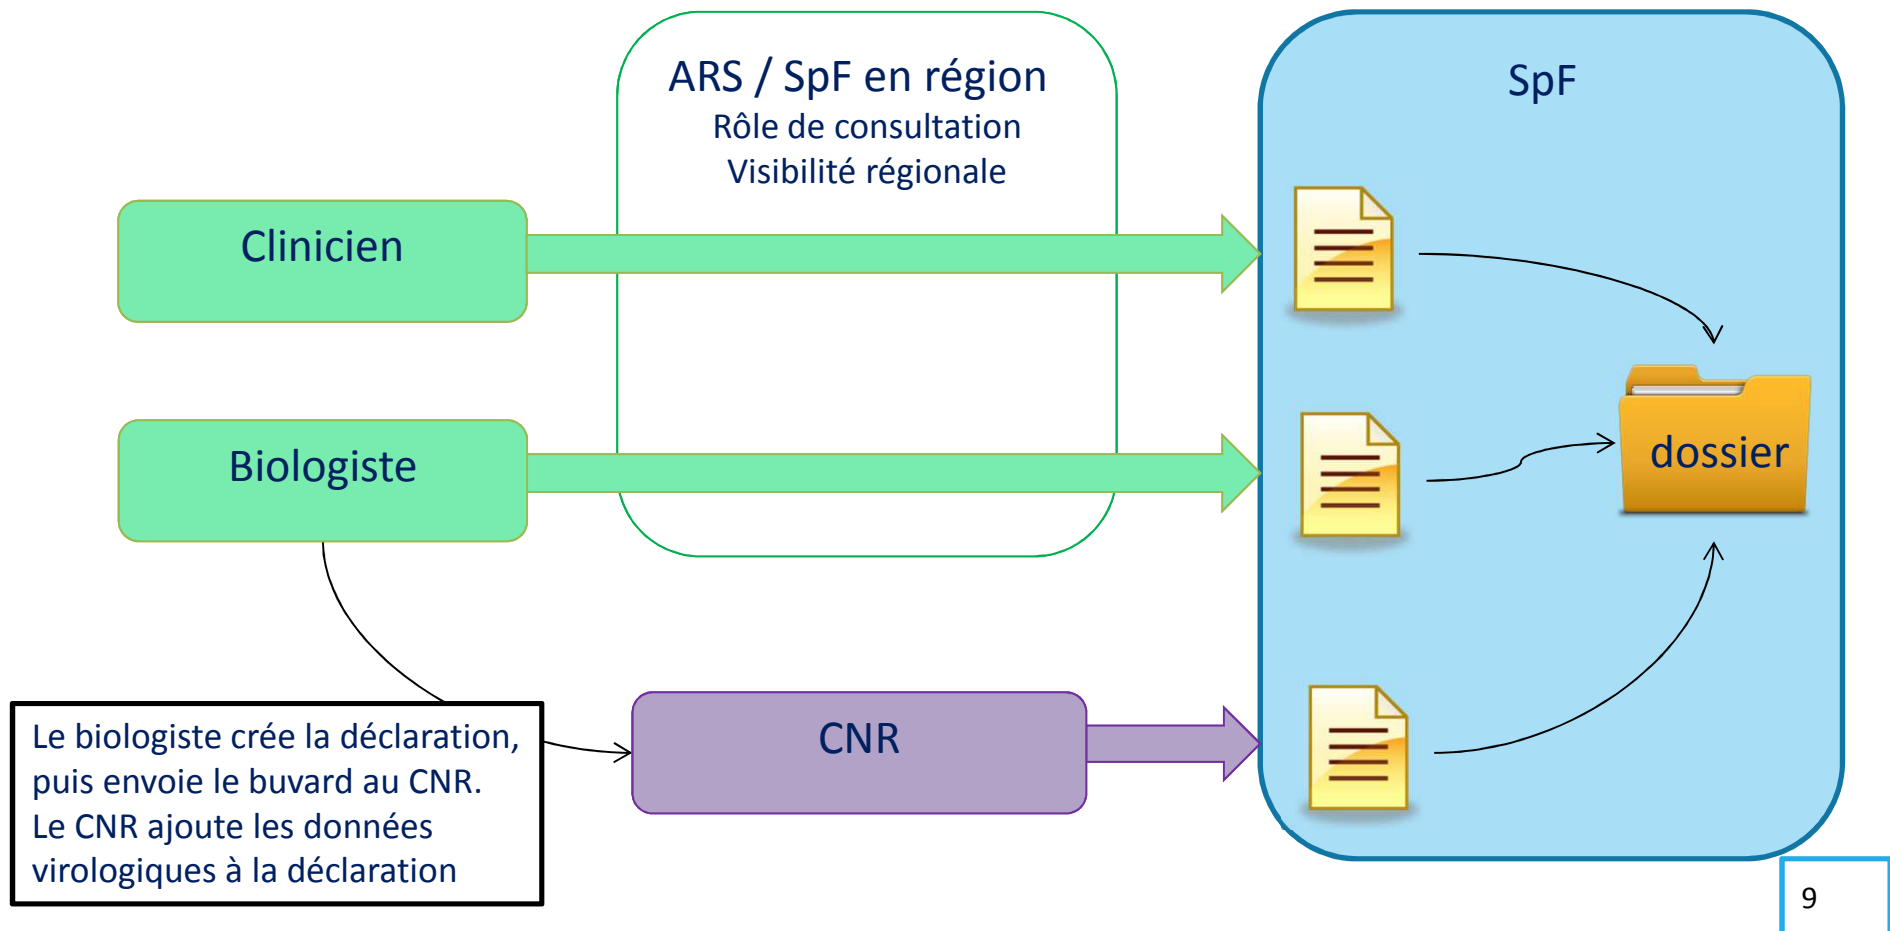 ARS / SpF en région
Rôle de consultation
Visibilité régionale
SpF
Clinicien
Biologiste
dossier
CNR
Le biologiste crée la déclaration,
puis envoie le buvard au CNR.
Le CNR ajoute les données
virologiques à la déclaration
9